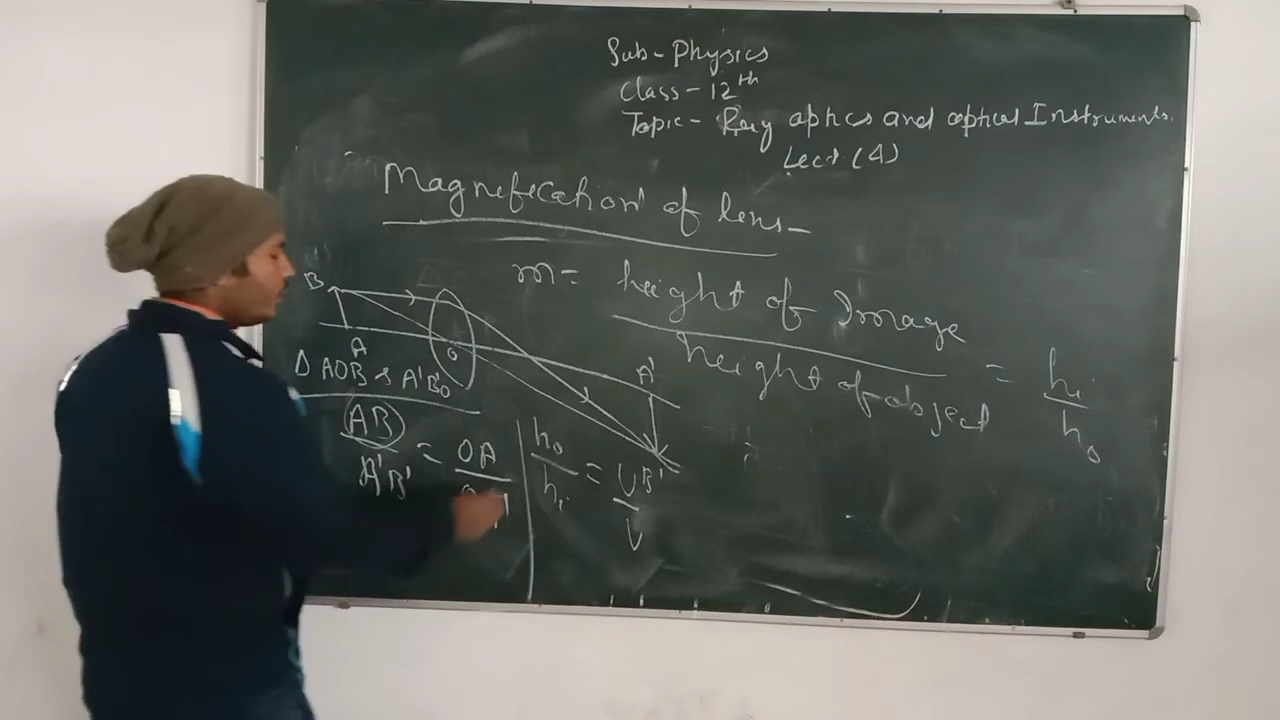 Sub - Physics
Class - 12th
Topic - Ray optics and optical Instruments.
Lect (4)
Magnification of lens -
m = height of Image / height of object = hi / ho
B
A
O
A'
B'
Δ AOB & A'B'O
AB / A'B' = OA
ho / hi = U / V